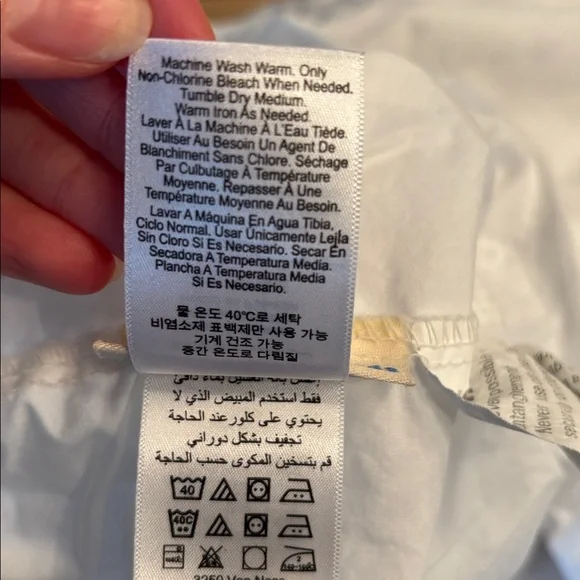 Machine Wash Warm. Only
Non-Chlorine Bleach When Needed.
Tumble Dry Medium.
Warm Iron As Needed.
Laver À La Machine À L'Eau Tiède.
Utiliser Au Besoin Un Agent De
Blanchiment Sans Chlore. Séchage
Par Culbutage À Température
Moyenne. Repasser À Une
Température Moyenne Au Besoin.
Lavar A Máquina En Agua Tibia,
Ciclo Normal. Usar Únicamente Lejía
Sin Cloro Si Es Necesario. Secar En
Secadora A Temperatura Media.
Plancha A Temperatura Media Si
Es Necesario.
물 온도 40℃로 세탁
비염소제 표백제만 사용 가능
기계 건조 가능
중간 온도로 다림질
فقط استخدم المبيض الذي لا
يحتوي على كلور عند الحاجة
تجفيف بشكل دوراني
قم بتسخين المكوى حسب الحاجة
40
40C
Never use